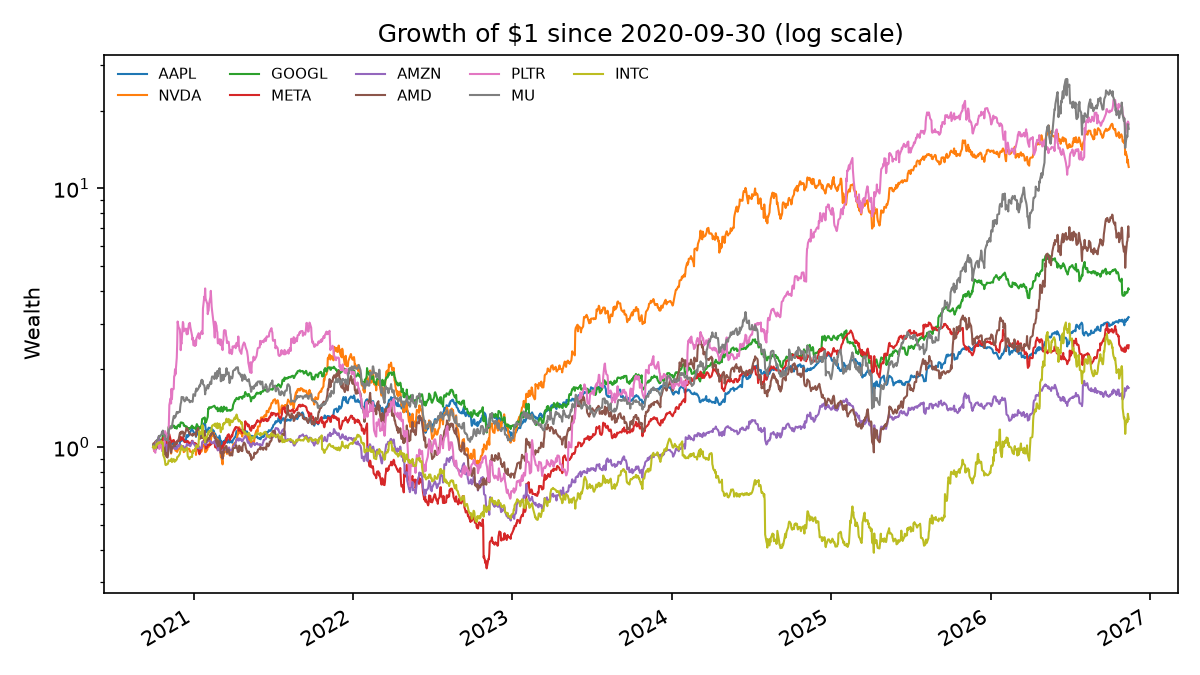 Growth of $1 since 2020-09-30 (log scale)
AAPL GOOGL AMZN PLTR INTC
NVDA META AMD MU
10¹
10⁰
Wealth
2021 2022 2023 2024 2025 2026 2027